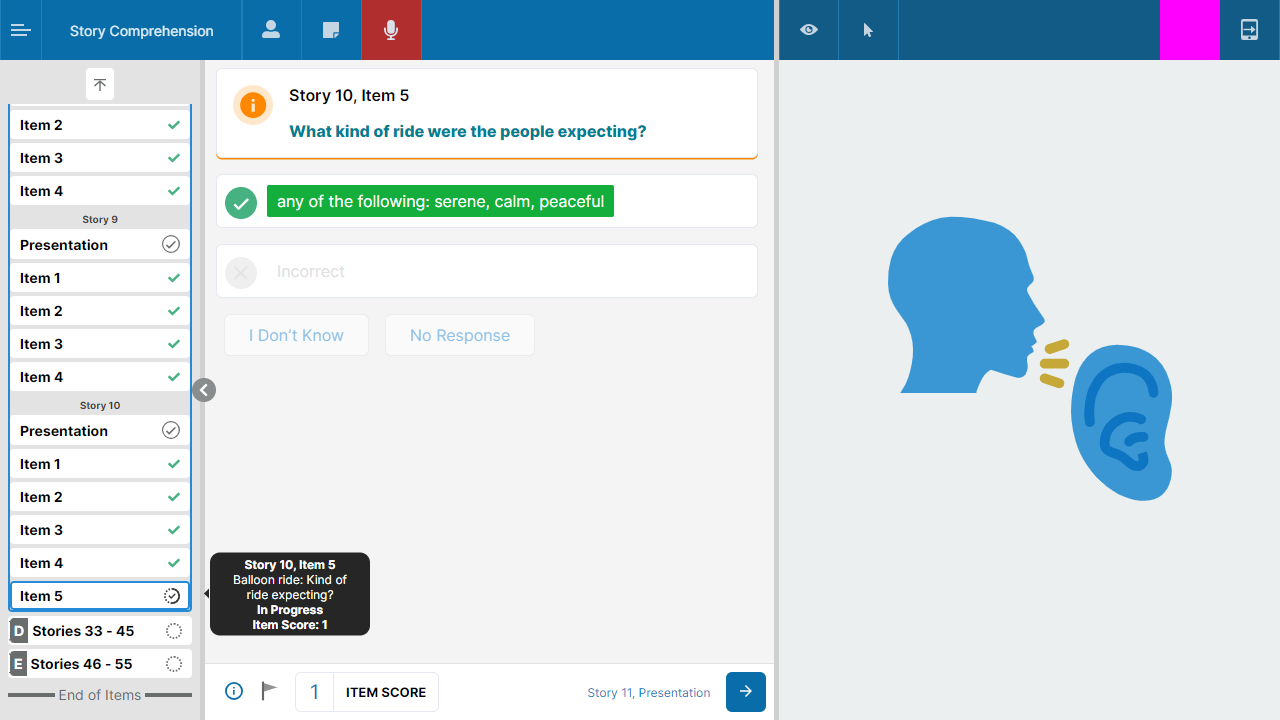 Story Comprehension
Item 2
Item 3
Item 4
Story 9
Presentation
Item 1
Item 2
Item 3
Item 4
Story 10
Presentation
Item 1
Item 2
Item 3
Item 4
Item 5
D Stories 33 - 45
E Stories 46 - 55
End of Items
Story 10, Item 5
What kind of ride were the people expecting?
any of the following: serene, calm, peaceful
Incorrect
I Don't Know
No Response
Story 10, Item 5
Balloon ride: Kind of
ride expecting?
In Progress
Item Score: 1
1 ITEM SCORE
Story 11, Presentation